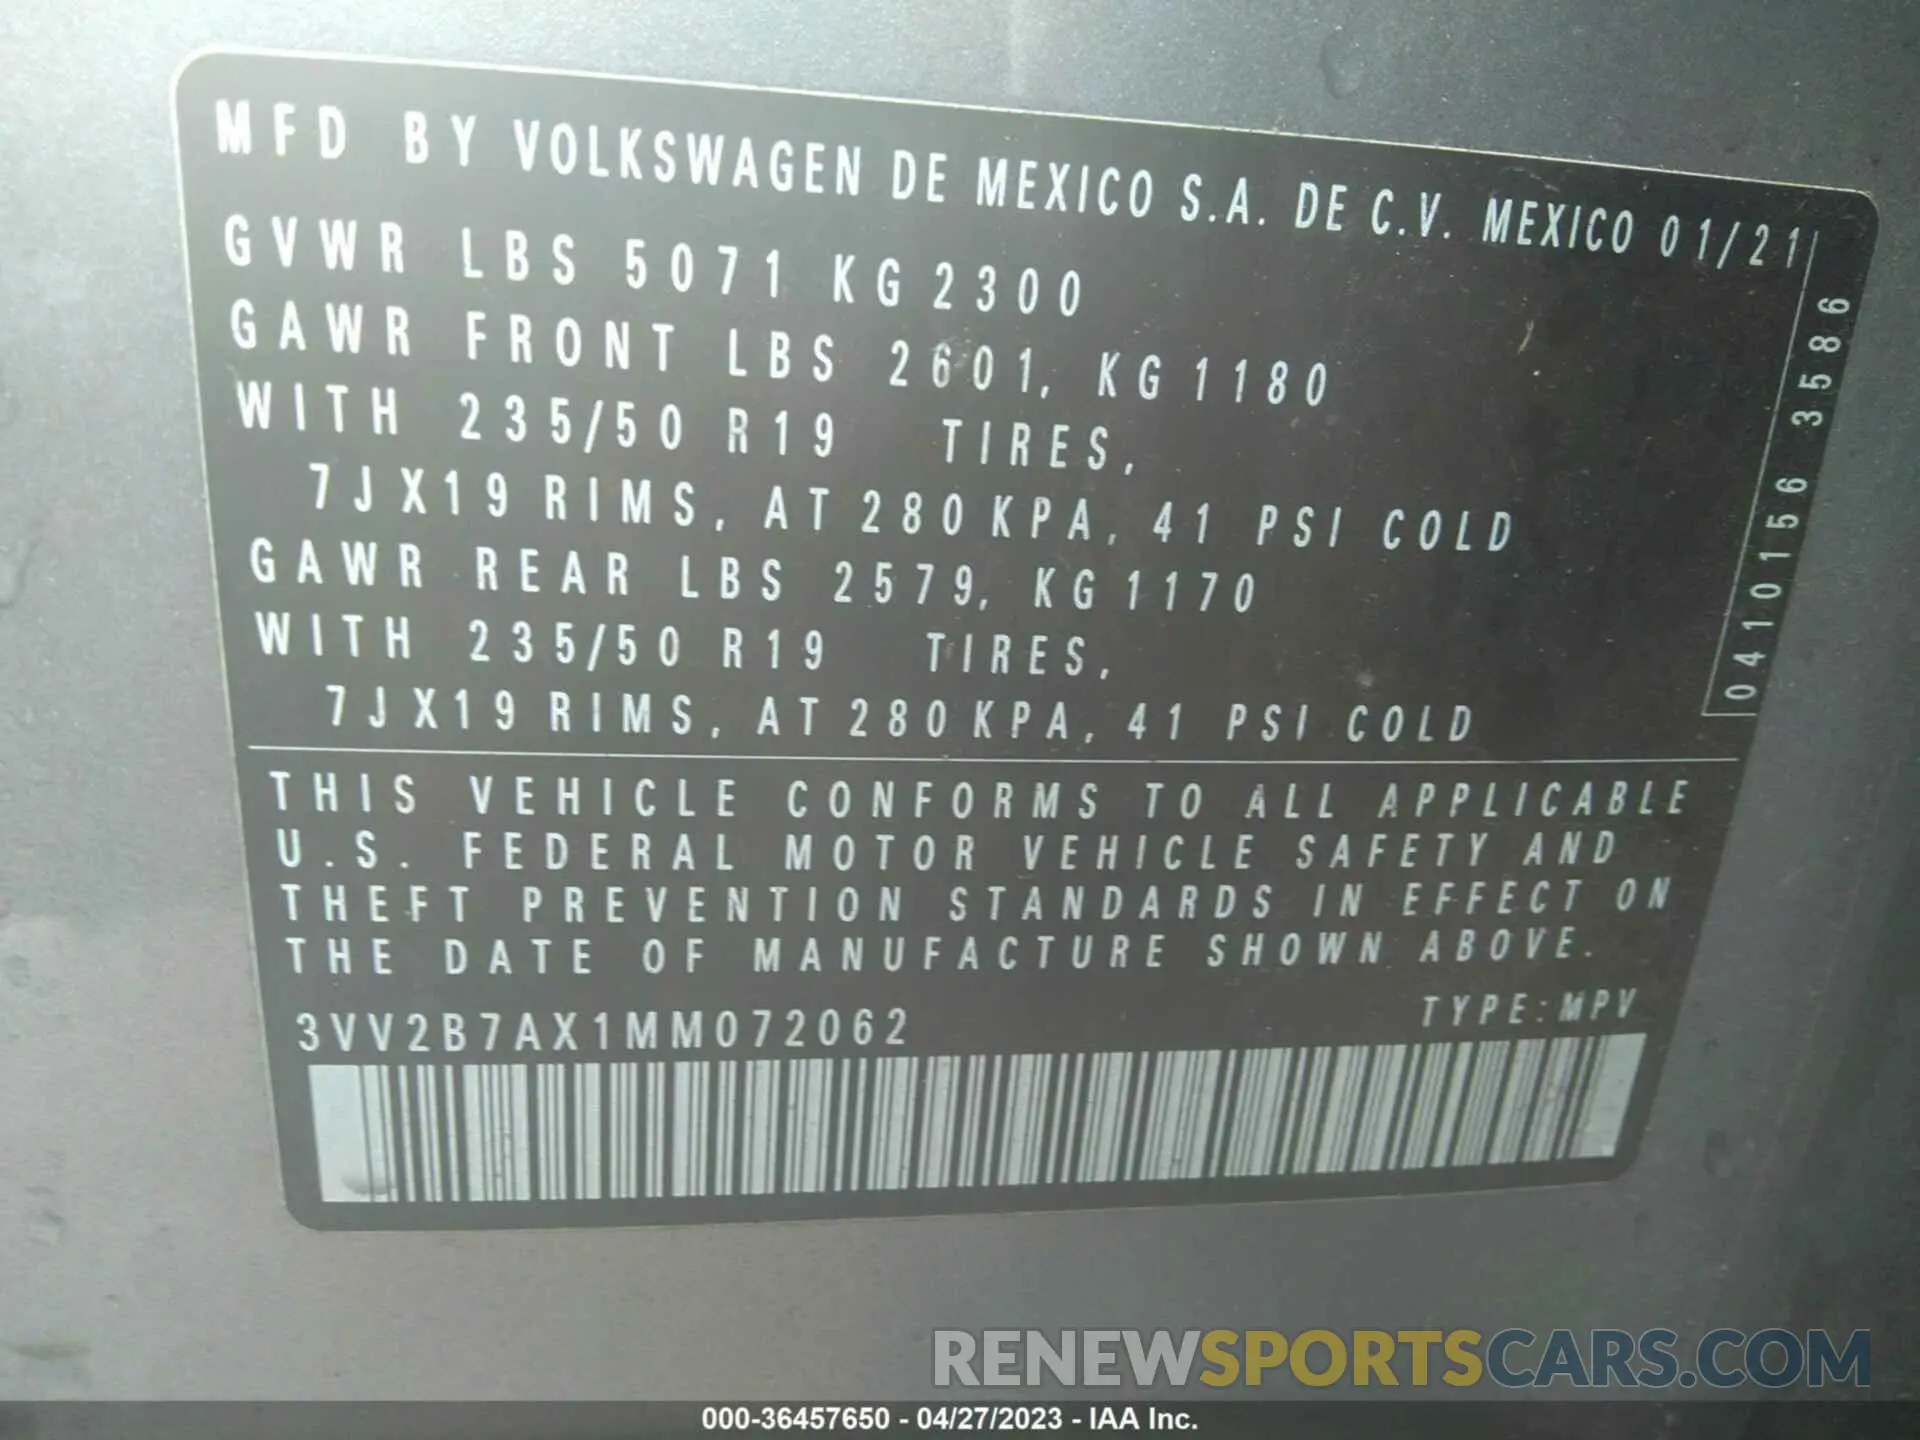 MFD BY VOLKSWAGEN DE MEXICO S.A. DE C.V. MEXICO 01/21
GVWR LBS 5071 KG 2300
GAWR FRONT LBS 2601, KG 1180
WITH 235/50 R19 TIRES,
7JX19 RIMS, AT 280 KPA, 41 PSI COLD
GAWR REAR LBS 2579, KG 1170
WITH 235/50 R19 TIRES,
7JX19 RIMS, AT 280 KPA, 41 PSI COLD
0410156 3586
THIS VEHICLE CONFORMS TO ALL APPLICABLE
U.S. FEDERAL MOTOR VEHICLE SAFETY AND
THEFT PREVENTION STANDARDS IN EFFECT ON
THE DATE OF MANUFACTURE SHOWN ABOVE.
3VV2B7AX1MM072062 TYPE:MPV
RENEWSPORTSCARS.COM
000-36457650 - 04/27/2023 - IAA Inc.